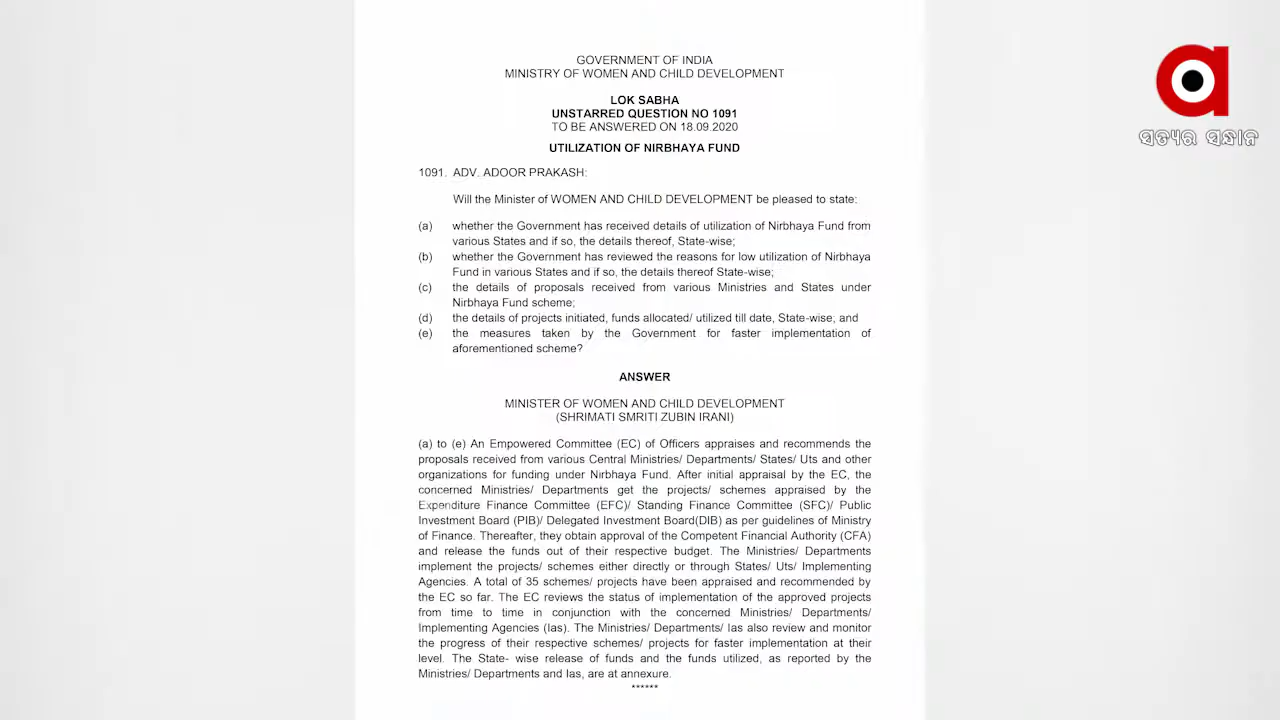 GOVERNMENT OF INDIA
MINISTRY OF WOMEN AND CHILD DEVELOPMENT
LOK SABHA
UNSTARRED QUESTION NO 1091
TO BE ANSWERED ON 18.09.2020
UTILIZATION OF NIRBHAYA FUND
1091. ADV. ADOOR PRAKASH:
Will the Minister of WOMEN AND CHILD DEVELOPMENT be pleased to state:
(a) whether the Government has received details of utilization of Nirbhaya Fund from
various States and if so, the details thereof, State-wise;
(b) whether the Government has reviewed the reasons for low utilization of Nirbhaya
Fund in various States and if so, the details thereof State-wise;
(c) the details of proposals received from various Ministries and States under
Nirbhaya Fund scheme;
(d) the details of projects initiated, funds allocated/ utilized till date, State-wise; and
(e) the measures taken by the Government for faster implementation of
aforementioned scheme?
ANSWER
MINISTER OF WOMEN AND CHILD DEVELOPMENT
(SHRIMATI SMRITI ZUBIN IRANI)
(a) to (e) An Empowered Committee (EC) of Officers appraises and recommends the
proposals received from various Central Ministries/ Departments/ States/ Uts and other
organizations for funding under Nirbhaya Fund. After initial appraisal by the EC, the
concerned Ministries/ Departments get the projects/ schemes appraised by the
Expenditure Finance Committee (EFC)/ Standing Finance Committee (SFC)/ Public
Investment Board (PIB)/ Delegated Investment Board(DIB) as per guidelines of Ministry
of Finance. Thereafter, they obtain approval of the Competent Financial Authority (CFA)
and release the funds out of their respective budget. The Ministries/ Departments
implement the projects/ schemes either directly or through States/ Uts/ Implementing
Agencies. A total of 35 schemes/ projects have been appraised and recommended by
the EC so far. The EC reviews the status of implementation of the approved projects
from time to time in conjunction with the concerned Ministries/ Departments/
Implementing Agencies (Ias). The Ministries/ Departments/ Ias also review and monitor
the progress of their respective schemes/ projects for faster implementation at their
level. The State- wise release of funds and the funds utilized, as reported by the
Ministries/ Departments and Ias, are at annexure.
******
ସତ୍ୟର ସନ୍ଧାନ